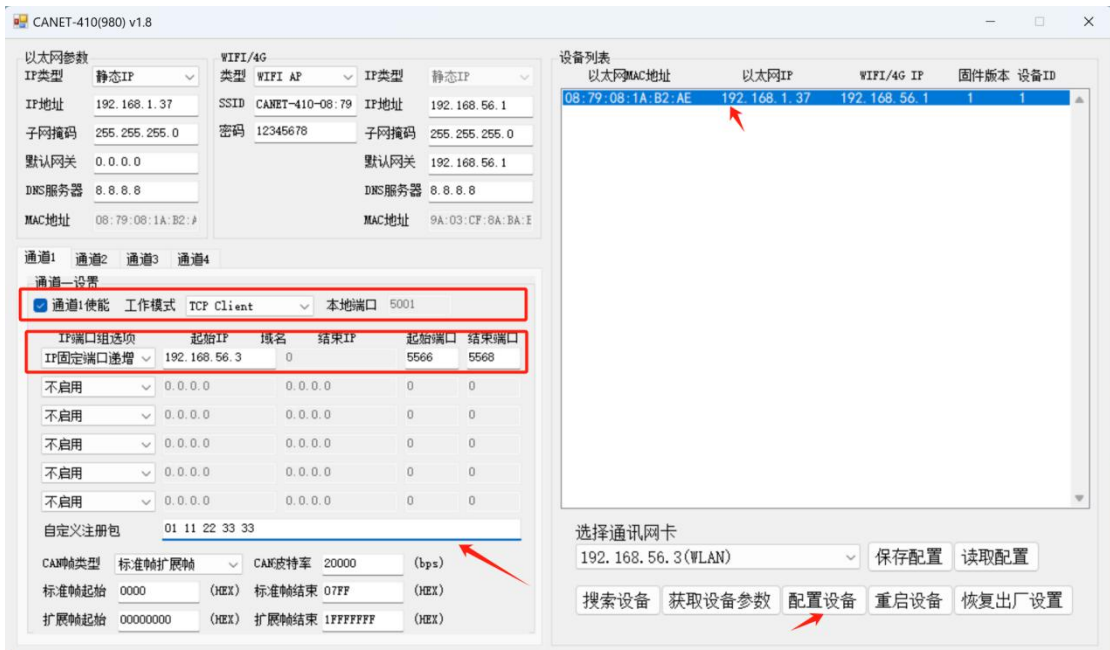 CANET-410(980) v1.8
以太网参数
IP类型 静态IP
IP地址 192.168.1.37
子网掩码 255.255.255.0
默认网关 0.0.0.0
DNS服务器 8.8.8.8
MAC地址 08:79:08:1A:B2:
WIFI/4G
类型 WIFI AP IP类型 静态IP
SSID CANET-410-08:79 IP地址 192.168.56.1
密码 12345678 子网掩码 255.255.255.0
默认网关 192.168.56.1
DNS服务器 8.8.8.8
MAC地址 9A:03:CF:8A:BA:
通道1 通道2 通道3 通道4
通道一设置
通道1使能 工作模式 TCP Client 本地端口 5001
IP端口组选项 起始IP 域名 结束IP 起始端口 结束端口
IP固定端口递增 192.168.56.3 0 5566 5568
不启用 0.0.0.0 0.0.0.0 0 0
不启用 0.0.0.0 0.0.0.0 0 0
不启用 0.0.0.0 0.0.0.0 0 0
不启用 0.0.0.0 0.0.0.0 0 0
不启用 0.0.0.0 0.0.0.0 0 0
自定义注册包 01 11 22 33 33
CAN帧类型 标准帧扩展帧 CAN波特率 20000 (bps)
标准帧起始 0000 (HEX) 标准帧结束 07FF (HEX)
扩展帧起始 00000000 (HEX) 扩展帧结束 1FFFFFFF (HEX)
设备列表
以太网MAC地址 以太网IP WIFI/4G IP 固件版本 设备ID
08:79:08:1A:B2:AE 192.168.1.37 192.168.56.1 1 1
选择通讯网卡
192.168.56.3(WLAN) 保存配置 读取配置
搜索设备 获取设备参数 配置设备 重启设备 恢复出厂设置